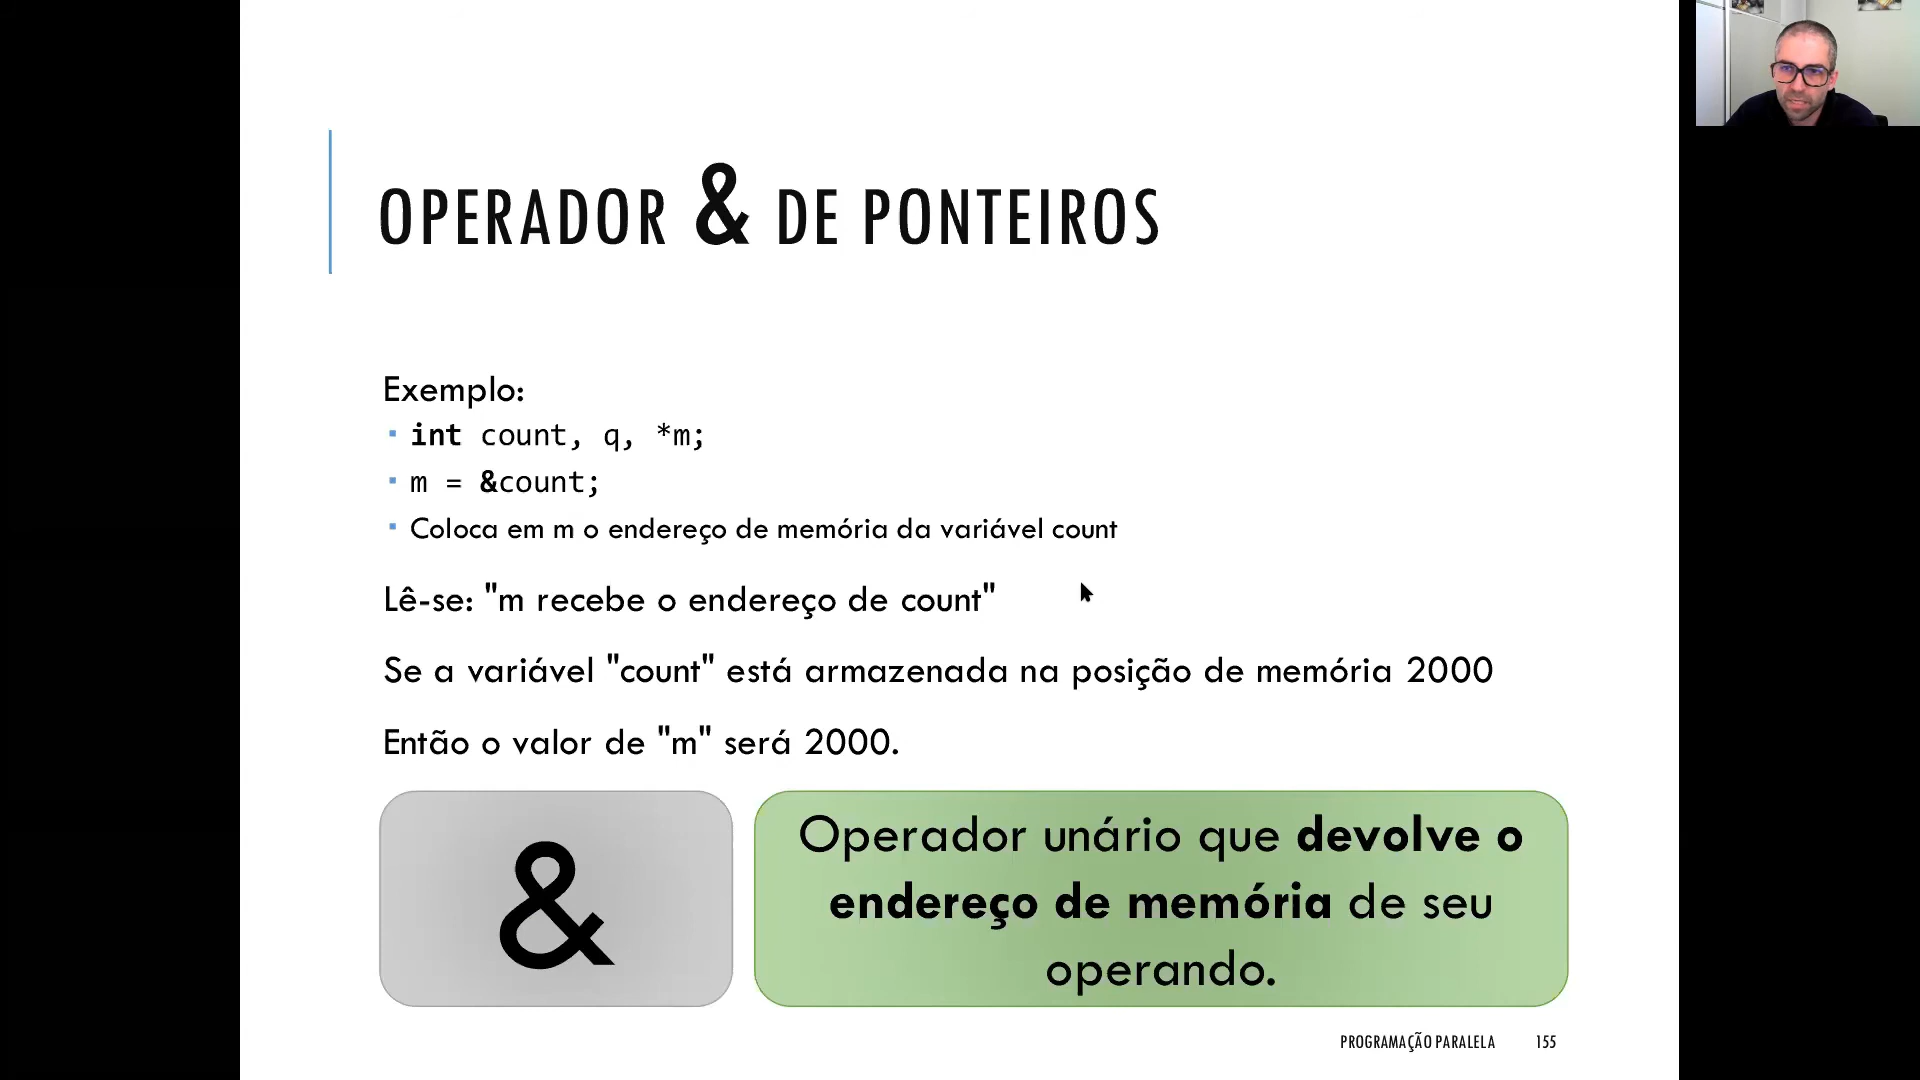 OPERADOR & DE PONTEIROS
Exemplo:
▪ int count, q, *m;
▪ m = &count;
▪ Coloca em m o endereço de memória da variável count
Lê-se: "m recebe o endereço de count"
Se a variável "count" está armazenada na posição de memória 2000
Então o valor de "m" será 2000.
&
Operador unário que devolve o
endereço de memória de seu
operando.
PROGRAMAÇÃO PARALELA 155